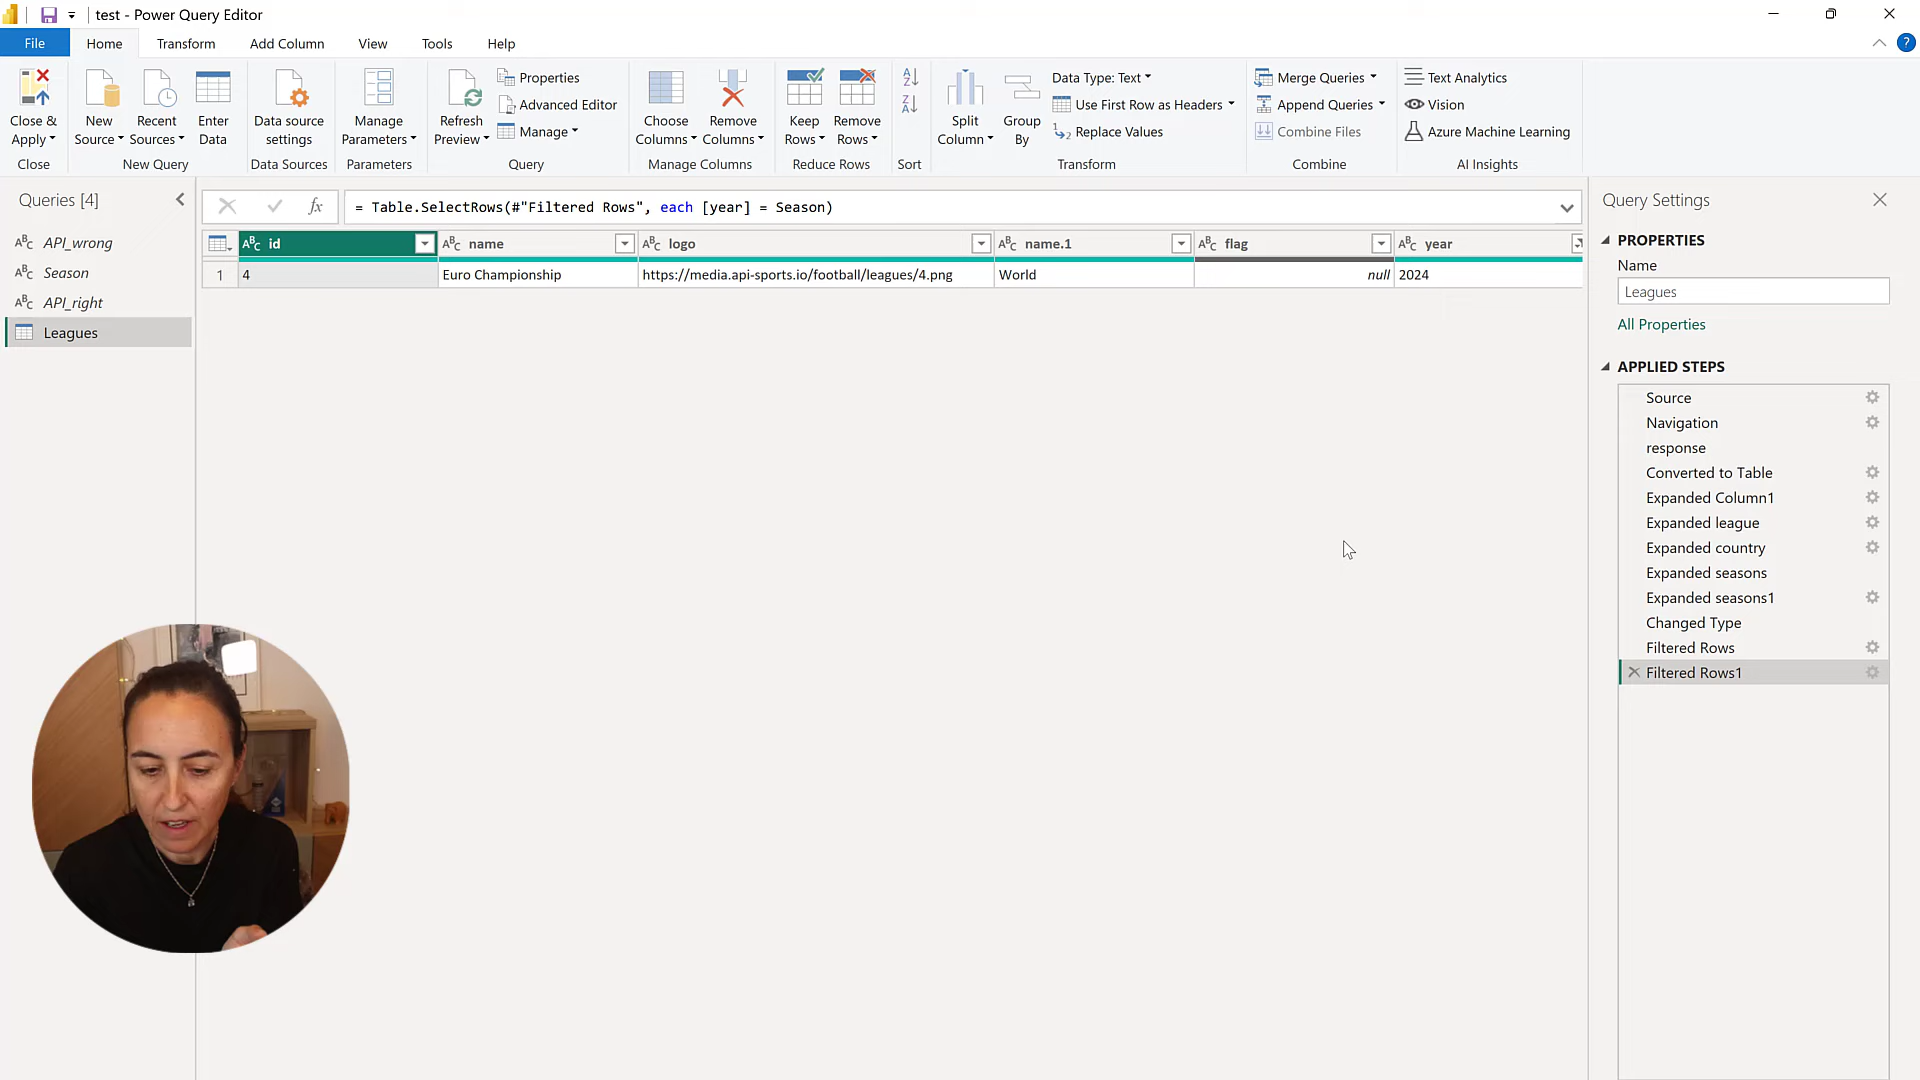 test - Power Query Editor
File
Home
Transform
Add Column
View
Tools
Help
Close & Apply
Close
New Source
Recent Sources
Enter Data
New Query
Data source settings
Data Sources
Manage Parameters
Parameters
Refresh Preview
Properties
Advanced Editor
Manage
Query
Choose Columns
Remove Columns
Manage Columns
Keep Rows
Remove Rows
Reduce Rows
Sort
Split Column
Group By
Data Type: Text
Use First Row as Headers
Replace Values
Transform
Merge Queries
Append Queries
Combine Files
Combine
Text Analytics
Vision
Azure Machine Learning
AI Insights
Queries [4]
API_wrong
Season
API_right
Leagues
fx
= Table.SelectRows(#"Filtered Rows", each [year] = Season)
id name logo name.1 flag year
1 4 Euro Championship https://media.api-sports.io/football/leagues/4.png World null 2024
Query Settings
PROPERTIES
Name
Leagues
All Properties
APPLIED STEPS
Source
Navigation
response
Converted to Table
Expanded Column1
Expanded league
Expanded country
Expanded seasons
Expanded seasons1
Changed Type
Filtered Rows
Filtered Rows1